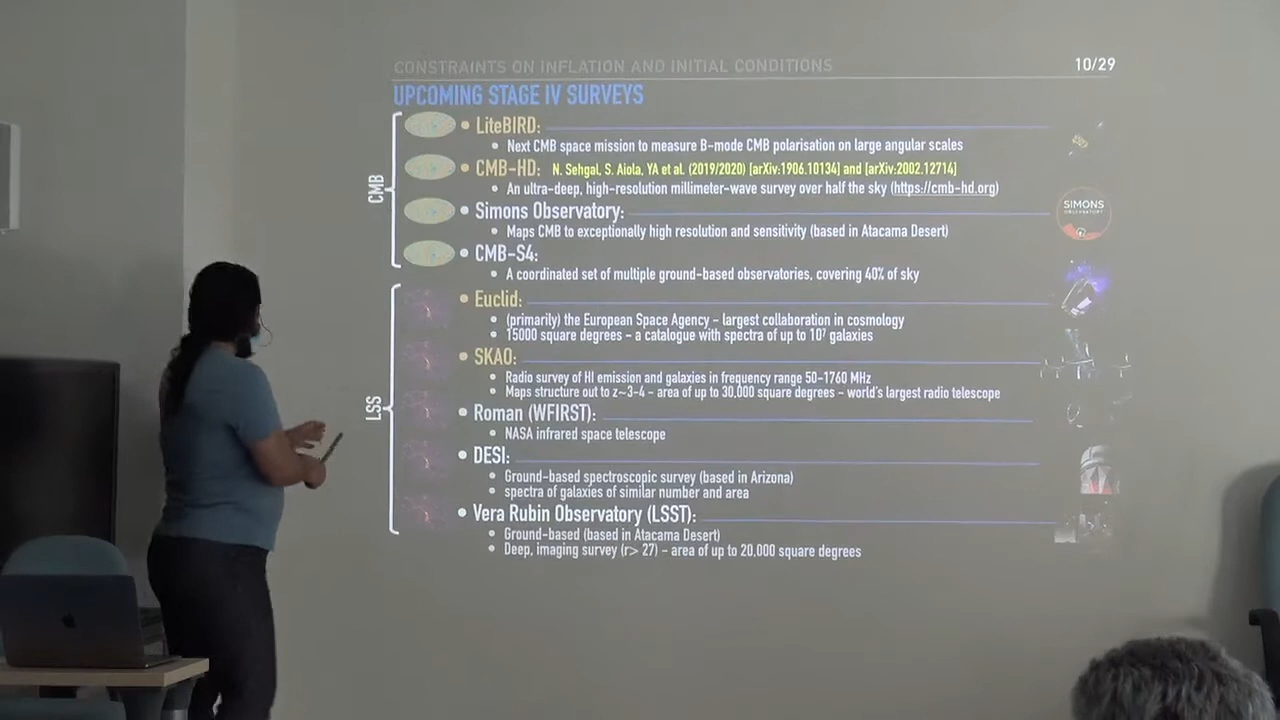 CONSTRAINTS ON INFLATION AND INITIAL CONDITIONS 10/29
UPCOMING STAGE IV SURVEYS
CMB
• LiteBIRD:
• Next CMB space mission to measure B-mode CMB polarisation on large angular scales
• CMB-HD: N. Sehgal, S. Aiola, YA et al. (2019/2020) [arXiv:1906.10134] and [arXiv:2002.12714]
• An ultra-deep, high-resolution millimeter-wave survey over half the sky (https://cmb-hd.org)
• Simons Observatory:
• Maps CMB to exceptionally high resolution and sensitivity (based in Atacama Desert)
SIMONS
OBSERVATORY
• CMB-S4:
• A coordinated set of multiple ground-based observatories, covering 40% of sky
LSS
• Euclid:
• (primarily) the European Space Agency – largest collaboration in cosmology
• 15000 square degrees – a catalogue with spectra of up to 10⁷ galaxies
• SKAO:
• Radio survey of HI emission and galaxies in frequency range 50-1760 MHz
• Maps structure out to z~3-4 – area of up to 30,000 square degrees – world's largest radio telescope
• Roman (WFIRST):
• NASA infrared space telescope
• DESI:
• Ground-based spectroscopic survey (based in Arizona)
• spectra of galaxies of similar number and area
• Vera Rubin Observatory (LSST):
• Ground-based (based in Atacama Desert)
• Deep, imaging survey (r> 27) – area of up to 20,000 square degrees